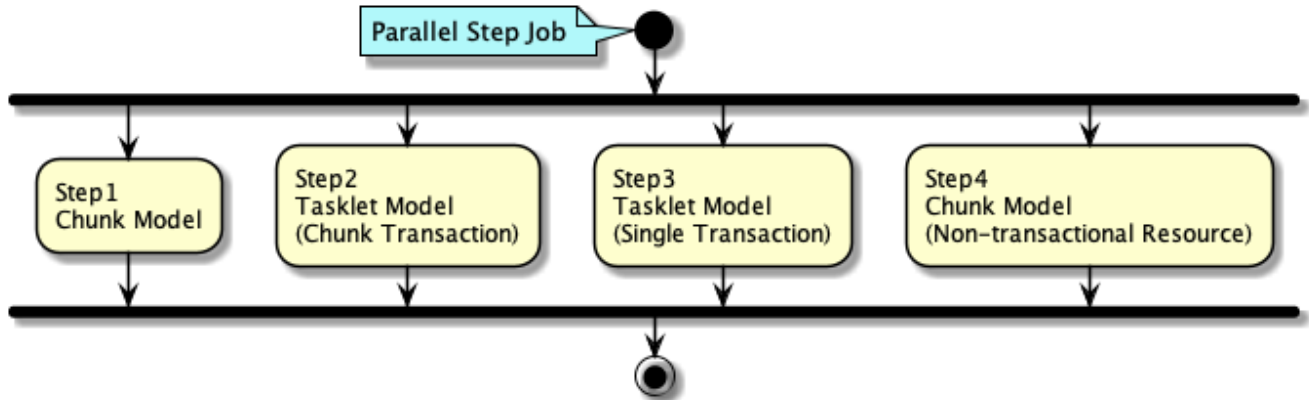 Parallel Step Job
Step1
Chunk Model
Step2
Tasklet Model
(Chunk Transaction)
Step3
Tasklet Model
(Single Transaction)
Step4
Chunk Model
(Non-transactional Resource)